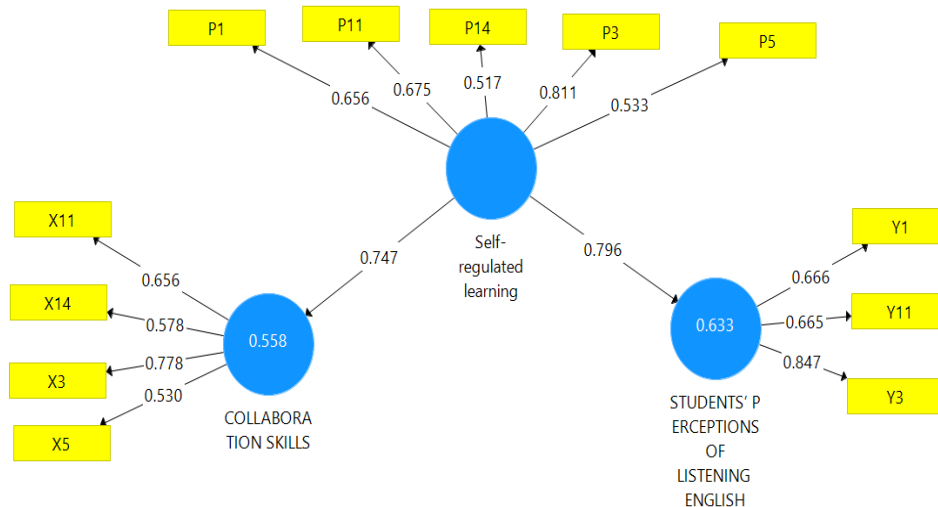 P1
P11
P14
P3
P5
0.656
0.675
0.517
0.811
0.533
Self-
regulated
learning
0.747
0.796
X11
X14
X3
X5
0.656
0.578
0.778
0.530
0.558
COLLABORA
TION SKILLS
Y1
Y11
Y3
0.666
0.665
0.847
0.633
STUDENTS' P
ERCEPTIONS
OF
LISTENING
ENGLISH